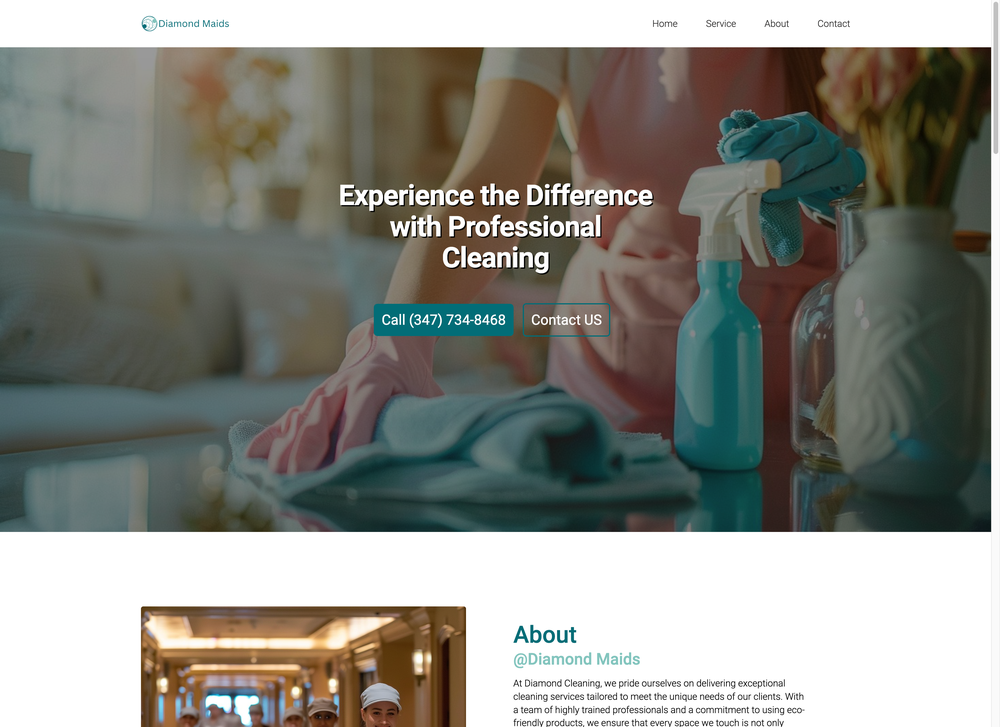 Diamond Maids
Home Service About Contact
Experience the Difference
with Professional
Cleaning
Call (347) 734-8468 Contact US
About
@Diamond Maids
At Diamond Cleaning, we pride ourselves on delivering exceptional
cleaning services tailored to meet the unique needs of our clients. With
a team of highly trained professionals and a commitment to using eco-
friendly products, we ensure that every space we touch is not only